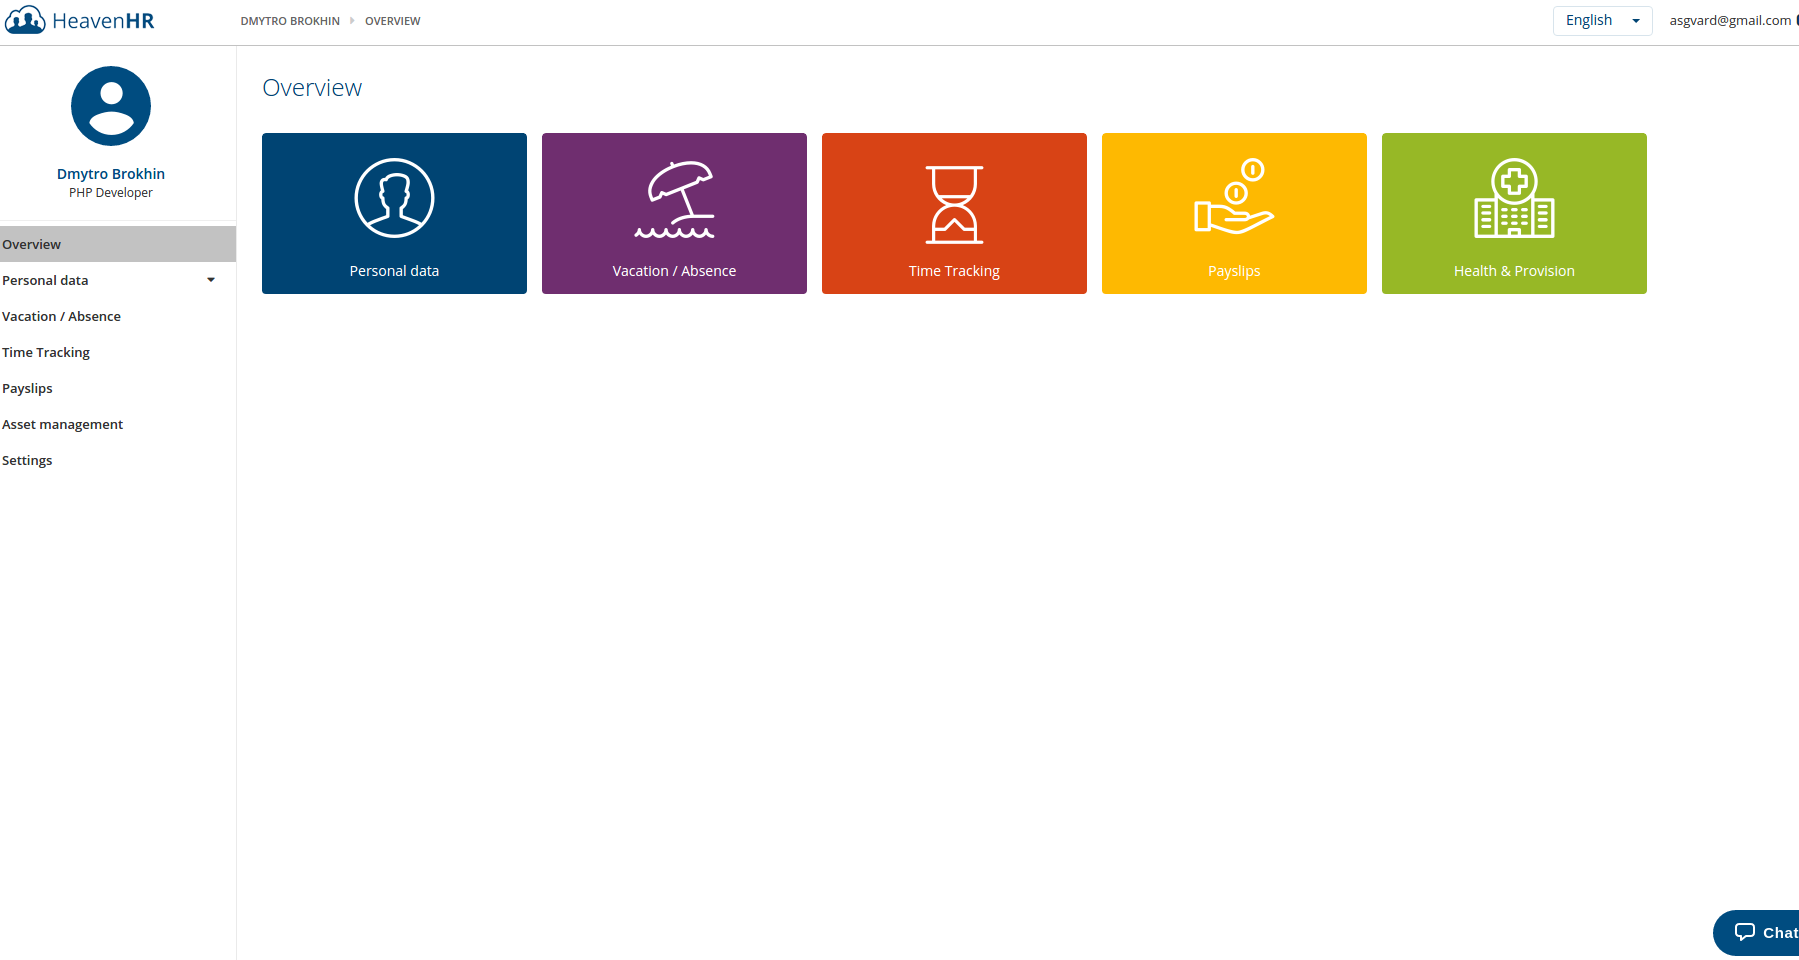 HeavenHR
DMYTRO BROKHIN OVERVIEW
English
asgvard@gmail.com
Dmytro Brokhin
PHP Developer
Overview
Personal data
Vacation / Absence
Time Tracking
Payslips
Asset management
Settings
Overview
Personal data
Vacation / Absence
Time Tracking
Payslips
Health & Provision
Chat